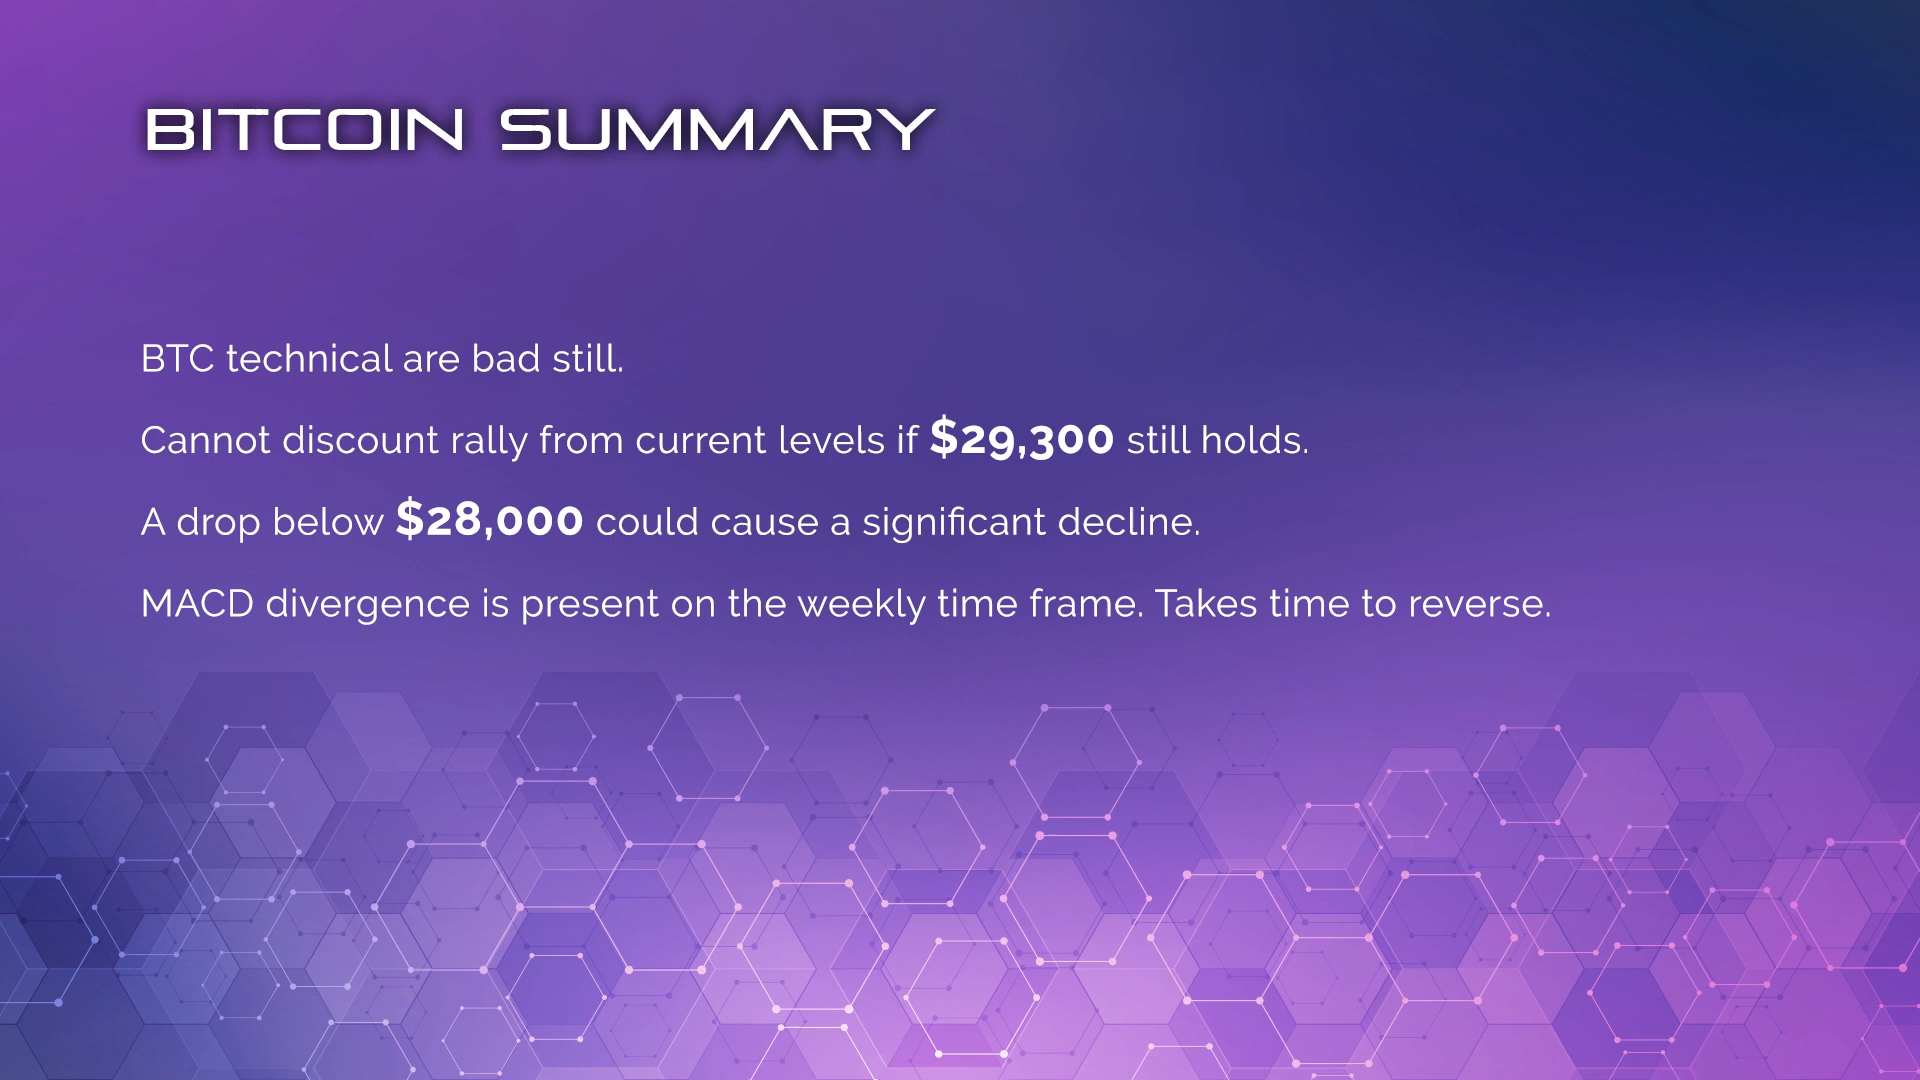 BITCOIN SUMMARY
BTC technical are bad still.
Cannot discount rally from current levels if $29,300 still holds.
A drop below $28,000 could cause a significant decline.
MACD divergence is present on the weekly time frame. Takes time to reverse.